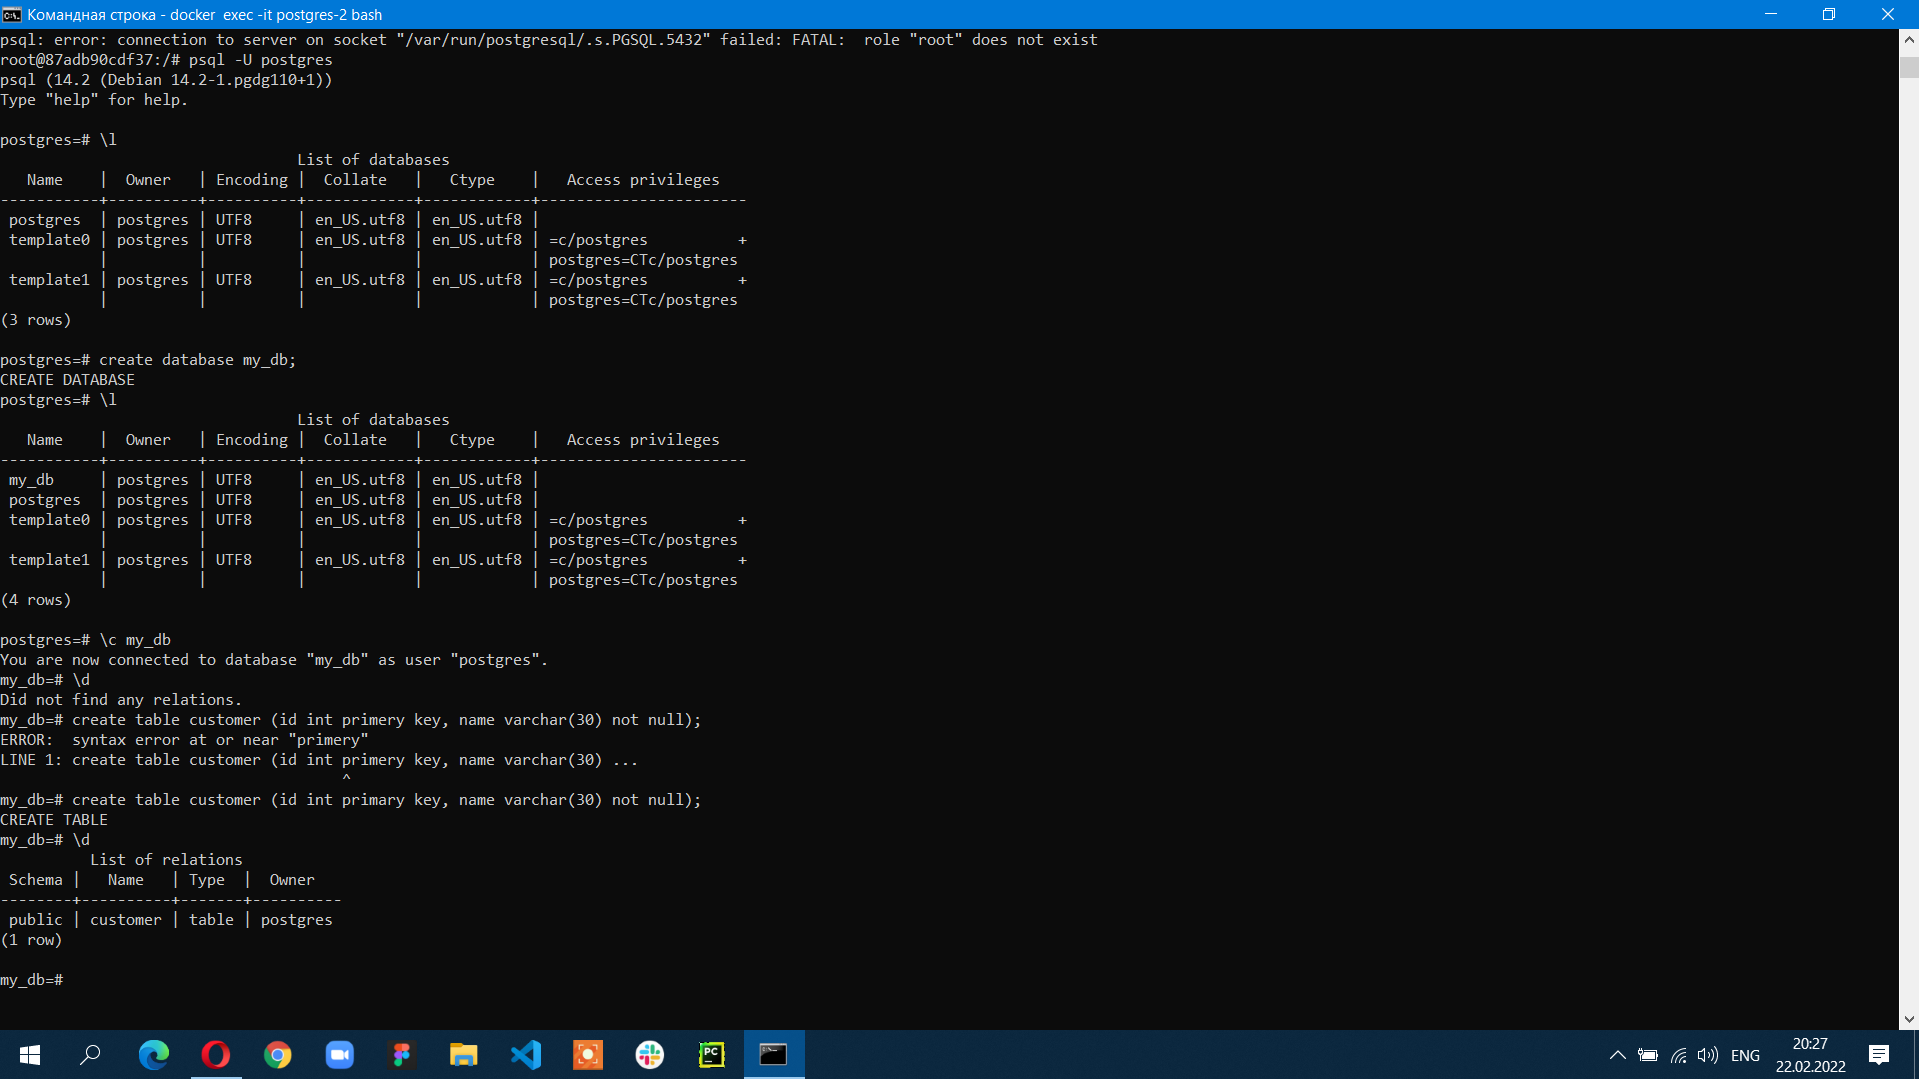 Командная строка - docker  exec -it postgres-2 bash
psql: error: connection to server on socket "/var/run/postgresql/.s.PGSQL.5432" failed: FATAL:  role "root" does not exist
root@87adb90cdf37:/# psql -U postgres
psql (14.2 (Debian 14.2-1.pgdg110+1))
Type "help" for help.

postgres=# \l
                                 List of databases
   Name    |  Owner   | Encoding |  Collate   |   Ctype    |   Access privileges
-----------+----------+----------+------------+------------+-----------------------
 postgres  | postgres | UTF8     | en_US.utf8 | en_US.utf8 |
 template0 | postgres | UTF8     | en_US.utf8 | en_US.utf8 | =c/postgres          +
           |          |          |            |            | postgres=CTc/postgres
 template1 | postgres | UTF8     | en_US.utf8 | en_US.utf8 | =c/postgres          +
           |          |          |            |            | postgres=CTc/postgres
(3 rows)

postgres=# create database my_db;
CREATE DATABASE
postgres=# \l
                                 List of databases
   Name    |  Owner   | Encoding |  Collate   |   Ctype    |   Access privileges
-----------+----------+----------+------------+------------+-----------------------
 my_db     | postgres | UTF8     | en_US.utf8 | en_US.utf8 |
 postgres  | postgres | UTF8     | en_US.utf8 | en_US.utf8 |
 template0 | postgres | UTF8     | en_US.utf8 | en_US.utf8 | =c/postgres          +
           |          |          |            |            | postgres=CTc/postgres
 template1 | postgres | UTF8     | en_US.utf8 | en_US.utf8 | =c/postgres          +
           |          |          |            |            | postgres=CTc/postgres
(4 rows)

postgres=# \c my_db
You are now connected to database "my_db" as user "postgres".
my_db=# \d
Did not find any relations.
my_db=# create table customer (id int primery key, name varchar(30) not null);
ERROR:  syntax error at or near "primery"
LINE 1: create table customer (id int primery key, name varchar(30) ...
                                      ^
my_db=# create table customer (id int primary key, name varchar(30) not null);
CREATE TABLE
my_db=# \d
          List of relations
 Schema |   Name   | Type  |  Owner
--------+----------+-------+----------
 public | customer | table | postgres
(1 row)

my_db=#
PC
ENG
20:27
22.02.2022